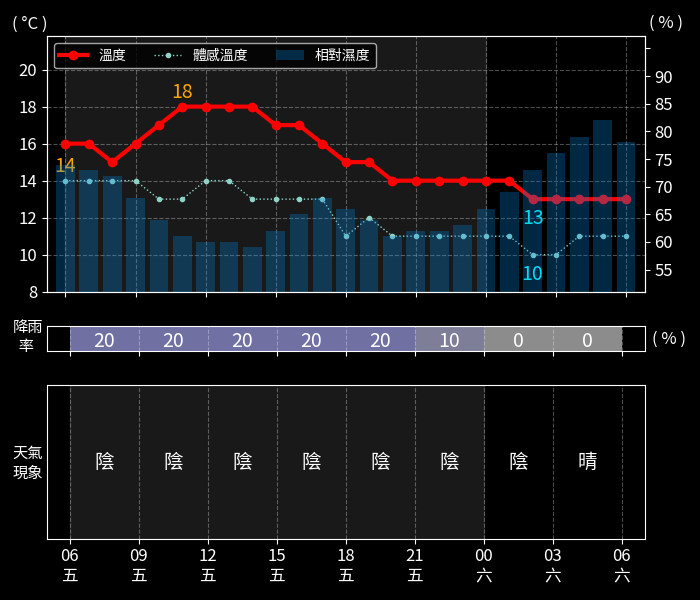 ( °C )
( % )
溫度
體感溫度
相對濕度
20
18
16
14
12
10
8
90
85
80
75
70
65
60
55
18
14
13
10
降雨
率
20
20
20
20
20
10
0
0
( % )
天氣
現象
陰
陰
陰
陰
陰
陰
陰
晴
06 09 12 15 18 21 00 03 06
五 五 五 五 五 五 六 六 六